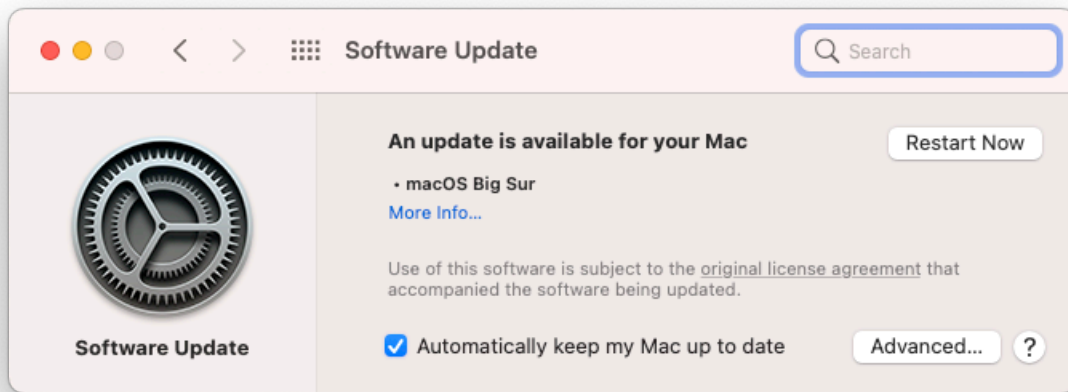 Software Update
Search
An update is available for your Mac
Restart Now
• macOS Big Sur
More Info...
Use of this software is subject to the original license agreement that
accompanied the software being updated.
Software Update
Automatically keep my Mac up to date
Advanced...
?